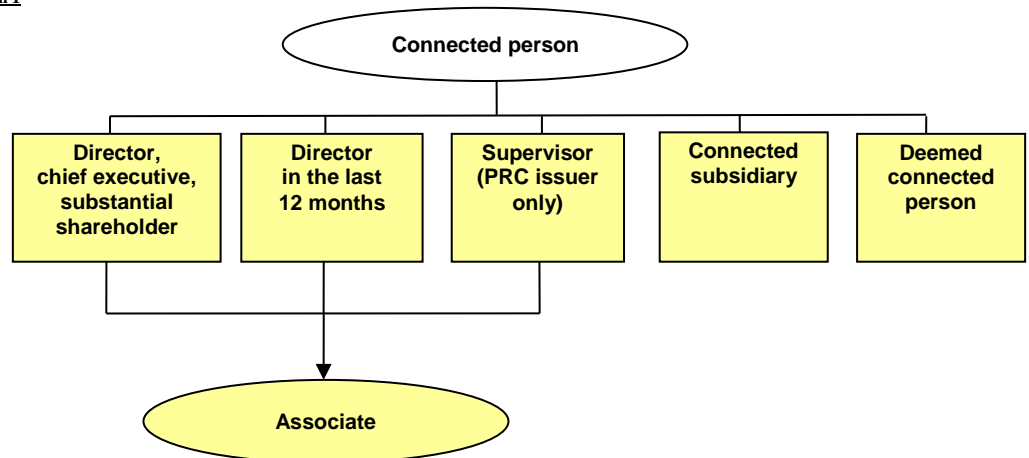 Connected person
Director,
chief executive,
substantial
shareholder
Director
in the last
12 months
Supervisor
(PRC issuer
only)
Connected
subsidiary
Deemed
connected
person
Associate